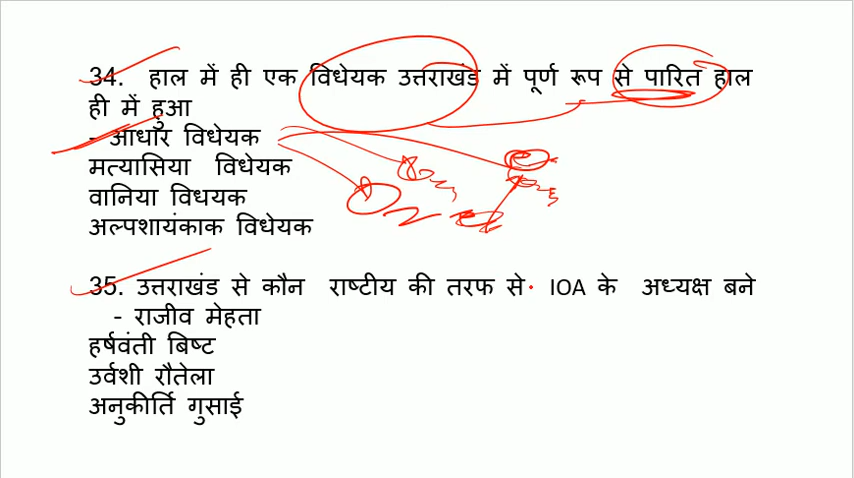 34. हाल में ही एक विधेयक उत्तराखंड में पूर्ण रूप से पारित हाल
ही में हुआ
- आधार विधेयक
मत्यासिया विधेयक
वानिया विधयक
अल्पशायंकाक विधेयक
35. उत्तराखंड से कौन राष्टीय की तरफ से IOA के अध्यक्ष बने
- राजीव मेहता
हर्षवंती बिष्ट
उर्वशी रौतेला
अनुकीर्ति गुसाई